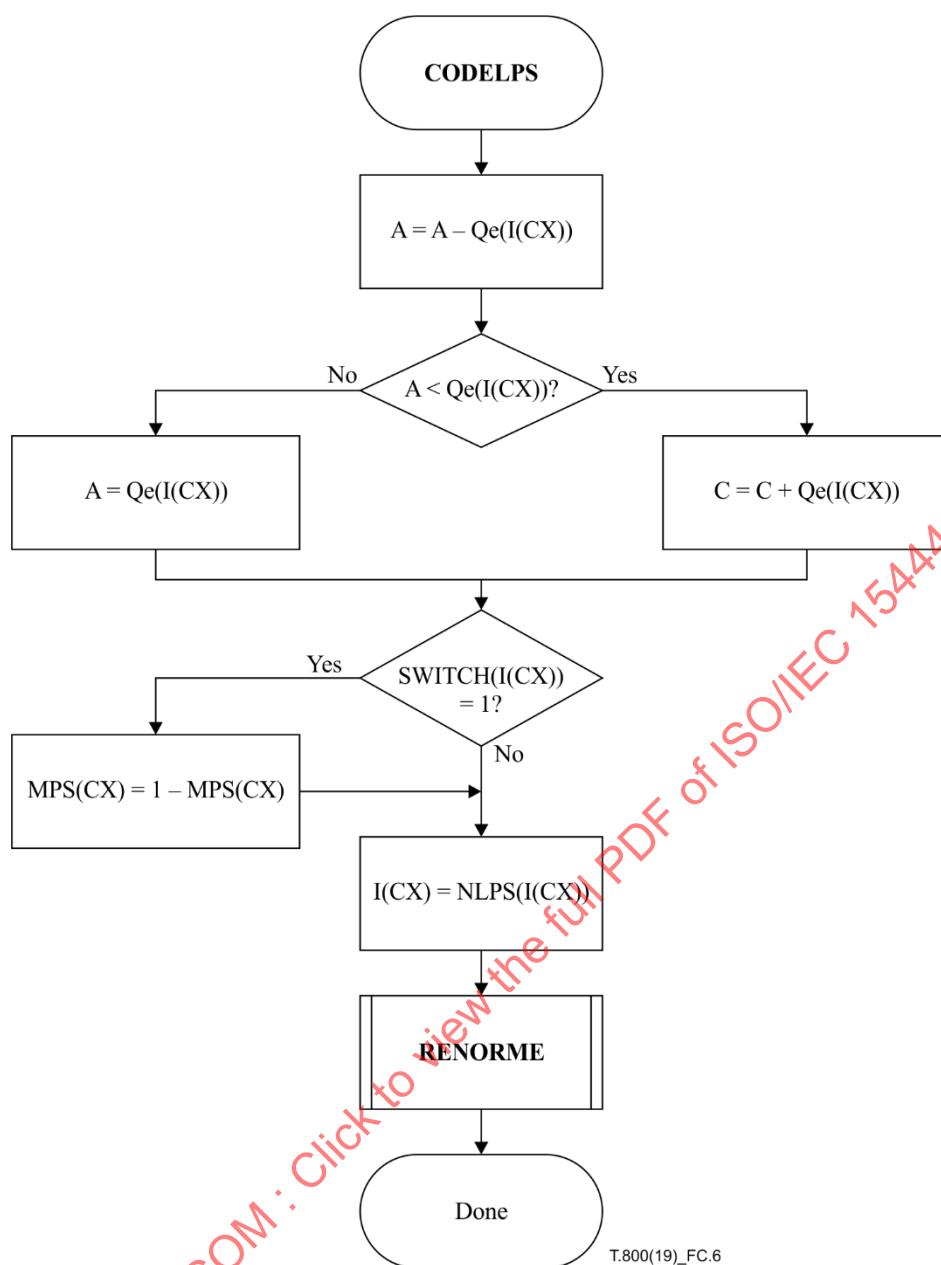 CODELPS
A = A – Qe(I(CX))
A < Qe(I(CX))?
No
Yes
A = Qe(I(CX))
C = C + Qe(I(CX))
SWITCH(I(CX))
= 1?
Yes
No
MPS(CX) = 1 – MPS(CX)
I(CX) = NLPS(I(CX))
RENORME
Done
T.800(19)_FC.6
COM : Click to view the full PDF of ISO/IEC 15444